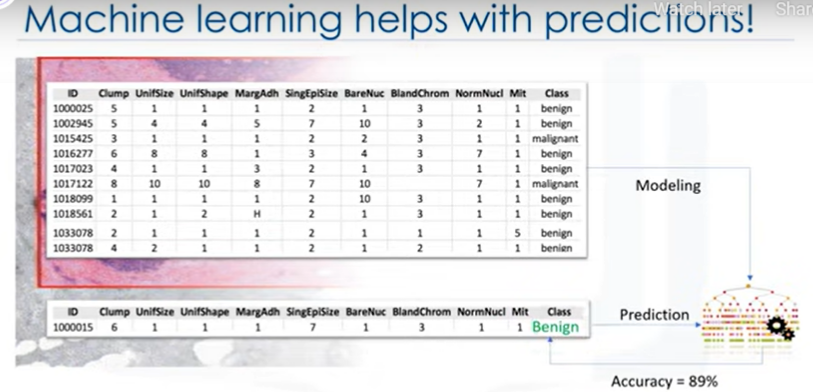 Watch later Share
Machine learning helps with predictions!
ID Clump UnifSize UnifShape MargAdh SingEpiSize BareNuc BlandChrom NormNucl Mit Class
1000025 5 1 1 1 2 1 3 1 1 benign
1002945 5 4 4 5 7 10 3 2 1 benign
1015425 3 1 1 1 2 2 3 1 1 malignant
1016277 6 8 8 1 3 4 3 7 1 benign
1017023 4 1 1 3 2 1 3 1 1 benign
1017122 8 10 10 8 7 10 7 1 malignant
1018099 1 1 1 1 2 10 3 1 1 benign
1018561 2 1 2 H 2 1 3 1 1 benign
1033078 2 1 1 1 2 1 1 1 5 benign
1033078 4 2 1 1 2 1 2 1 1 benign
Modeling
ID Clump UnifSize UnifShape MargAdh SingEpiSize BareNuc BlandChrom NormNucl Mit Class
1000015 6 1 1 1 7 1 3 1 1 Benign
Prediction
Accuracy = 89%